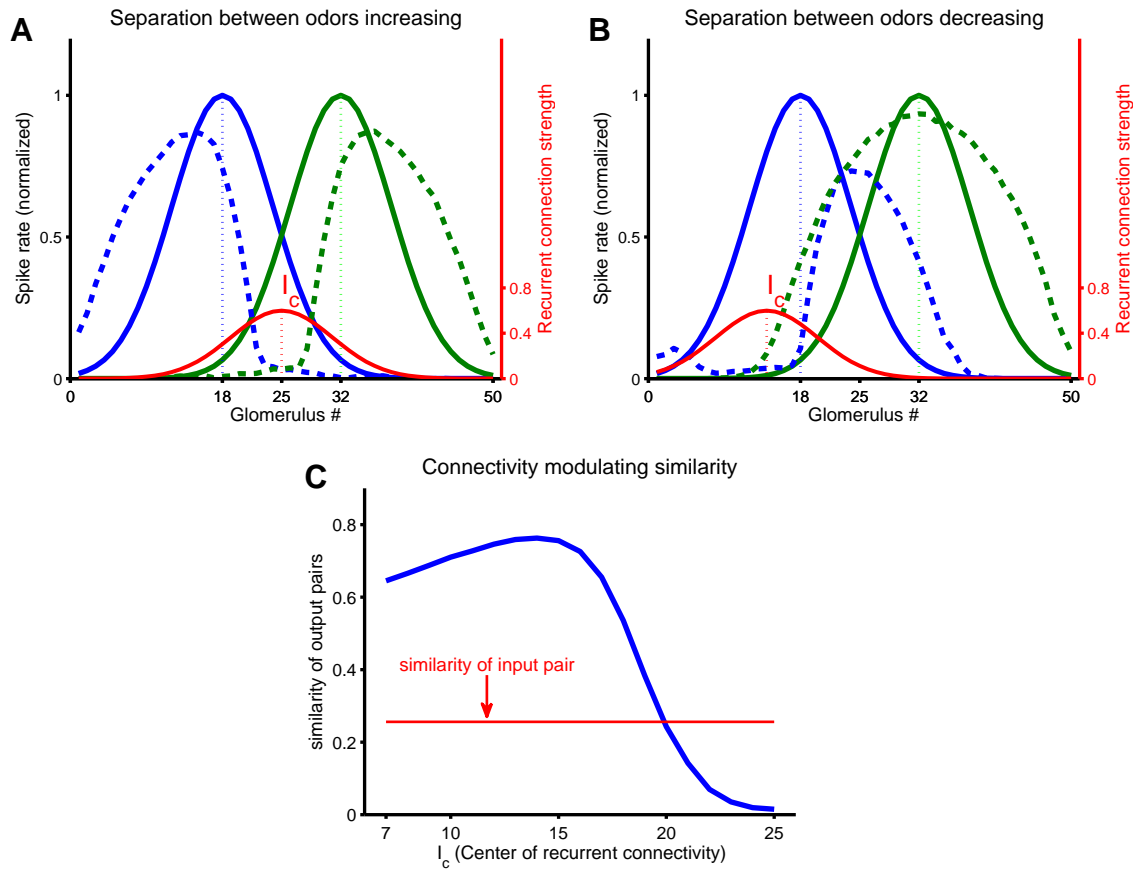 A
Separation between odors increasing
Spike rate (normalized)
1
0.5
0
0
18
25
32
50
Glomerulus #
I_c
0.8
0.4
0
Recurrent connection strength
B
Separation between odors decreasing
Spike rate (normalized)
1
0.5
0
0
18
25
32
50
Glomerulus #
I_c
0.8
0.4
0
Recurrent connection strength
C
Connectivity modulating similarity
similarity of output pairs
0.8
0.6
0.4
0.2
0
similarity of input pair
7
10
15
20
25
I_c (Center of recurrent connectivity)